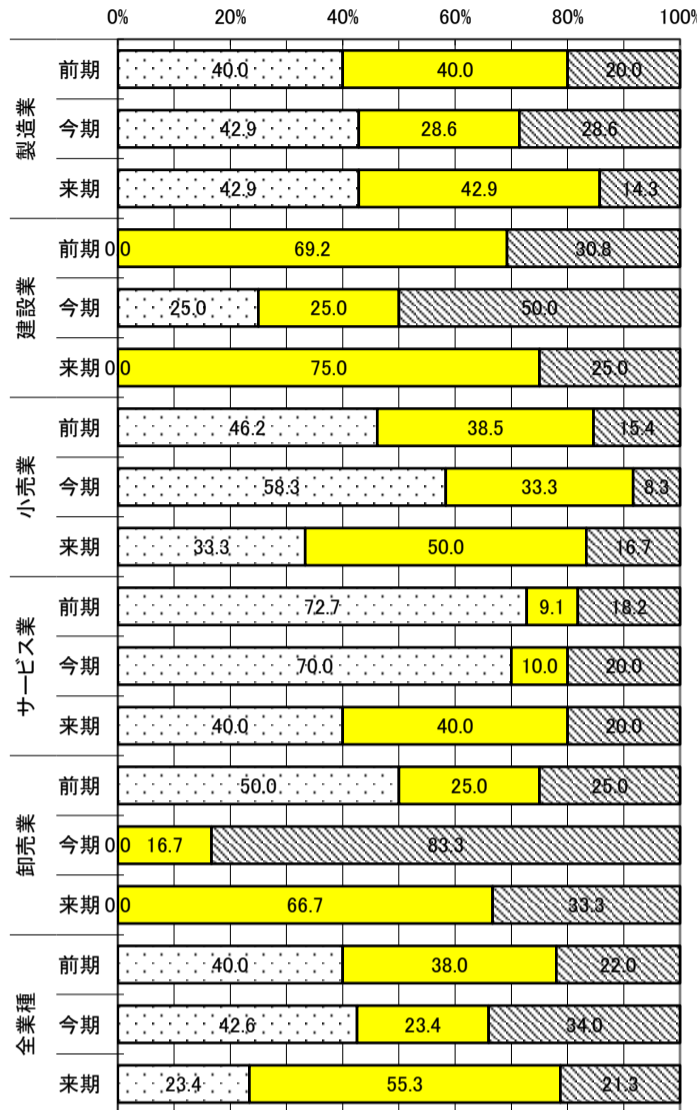 0% 20% 40% 60% 80% 100%
製造業
前期 40.0 40.0 20.0
今期 42.9 28.6 28.6
来期 42.9 42.9 14.3
建設業
前期 0.0 69.2 30.8
今期 25.0 25.0 50.0
来期 0.0 75.0 25.0
小売業
前期 46.2 38.5 15.4
今期 58.3 33.3 8.3
来期 33.3 50.0 16.7
サービス業
前期 72.7 9.1 18.2
今期 70.0 10.0 20.0
来期 40.0 40.0 20.0
卸売業
前期 50.0 25.0 25.0
今期 0.0 16.7 83.3
来期 0.0 66.7 33.3
全業種
前期 40.0 38.0 22.0
今期 42.6 23.4 34.0
来期 23.4 55.3 21.3